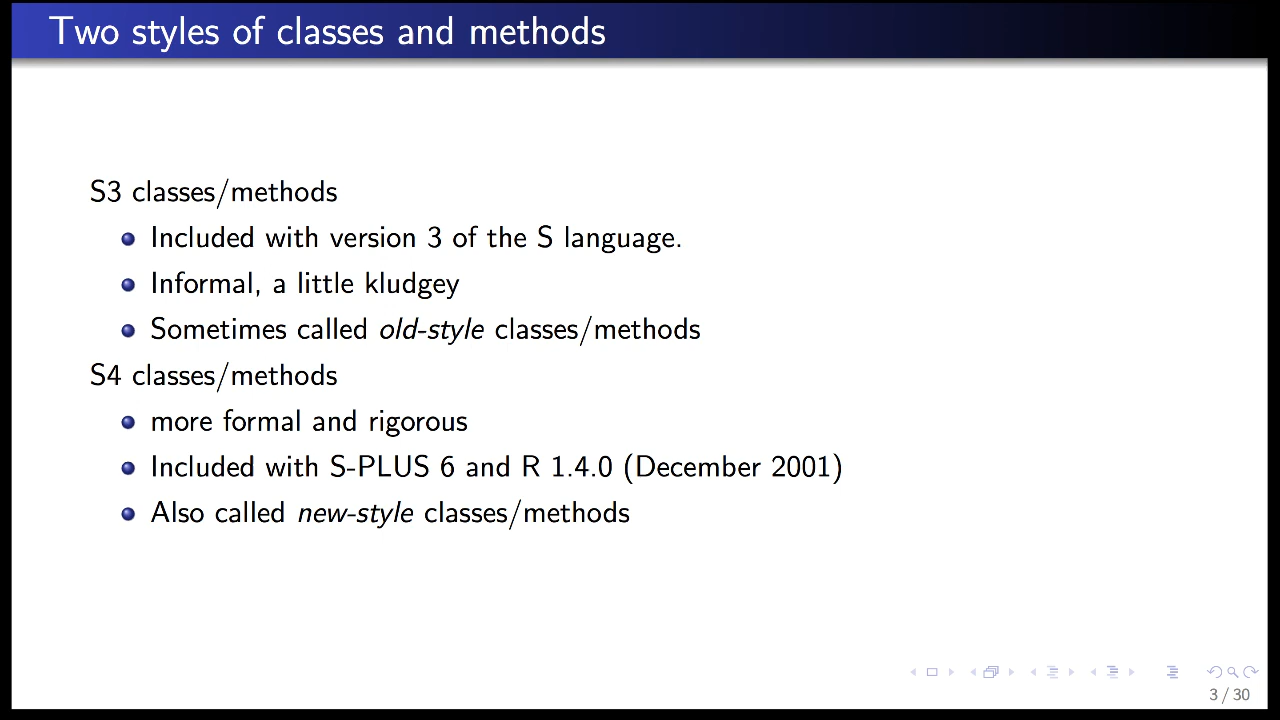 Two styles of classes and methods
S3 classes/methods
Included with version 3 of the S language.
Informal, a little kludgey
Sometimes called old-style classes/methods
S4 classes/methods
more formal and rigorous
Included with S-PLUS 6 and R 1.4.0 (December 2001)
Also called new-style classes/methods
3 / 30